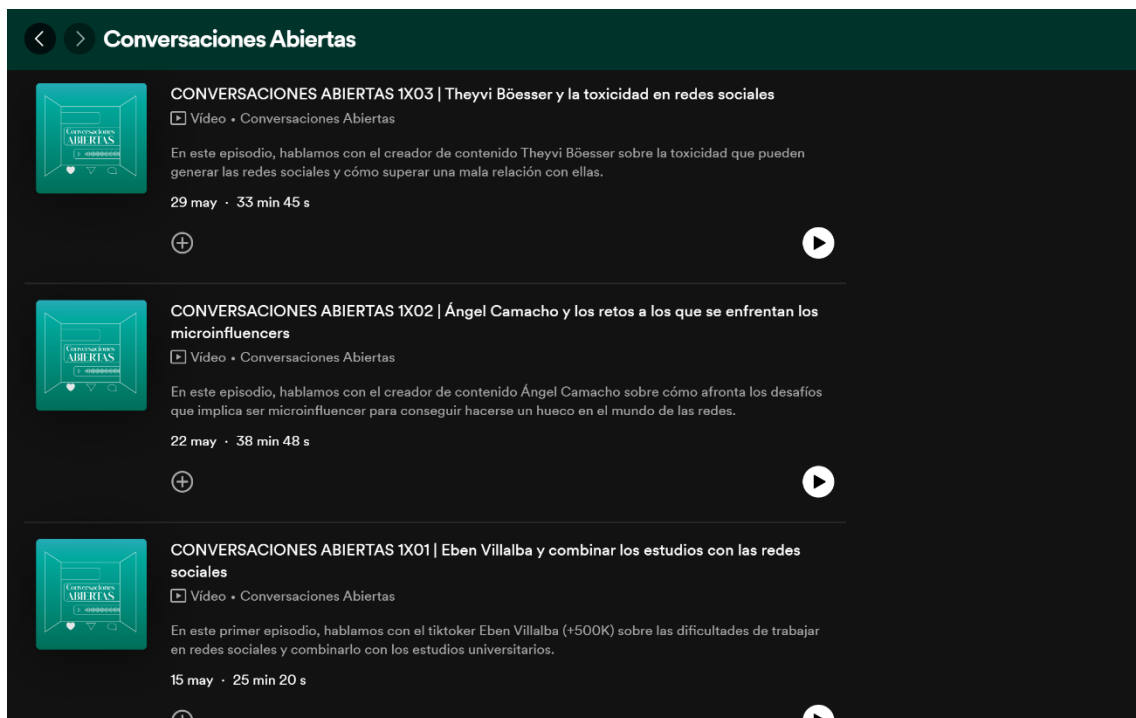 Conversaciones Abiertas
Conversaciones
ABIERTAS
CONVERSACIONES ABIERTAS 1X03 | Theyvi Böesser y la toxicidad en redes sociales
Vídeo • Conversaciones Abiertas
En este episodio, hablamos con el creador de contenido Theyvi Böesser sobre la toxicidad que pueden
generar las redes sociales y cómo superar una mala relación con ellas.
29 may · 33 min 45 s
Conversaciones
ABIERTAS
CONVERSACIONES ABIERTAS 1X02 | Ángel Camacho y los retos a los que se enfrentan los
microinfluencers
Vídeo • Conversaciones Abiertas
En este episodio, hablamos con el creador de contenido Ángel Camacho sobre cómo afronta los desafíos
que implica ser microinfluencer para conseguir hacerse un hueco en el mundo de las redes.
22 may · 38 min 48 s
Conversaciones
ABIERTAS
CONVERSACIONES ABIERTAS 1X01 | Eben Villalba y combinar los estudios con las redes
sociales
Vídeo • Conversaciones Abiertas
En este primer episodio, hablamos con el tiktoker Eben Villalba (+500K) sobre las dificultades de trabajar
en redes sociales y combinarlo con los estudios universitarios.
15 may · 25 min 20 s